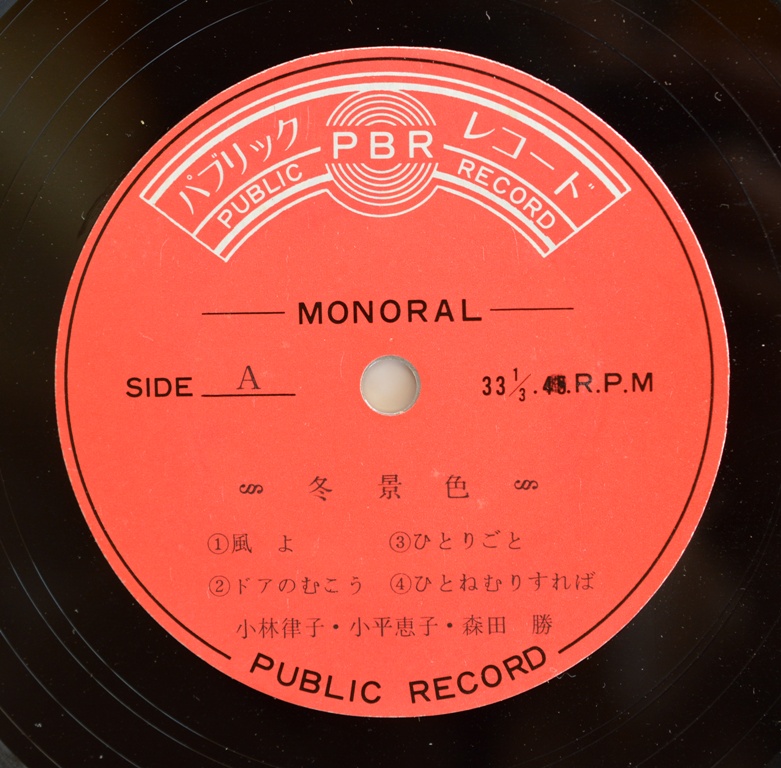 パブリック レコード
PBR
PUBLIC RECORD
MONORAL
SIDE A
33 1/3 . 45.R.P.M
冬景色
①風よ ③ひとりごと
②ドアのむこう ④ひとねむりすれば
小林律子・小平恵子・森田 勝
PUBLIC RECORD